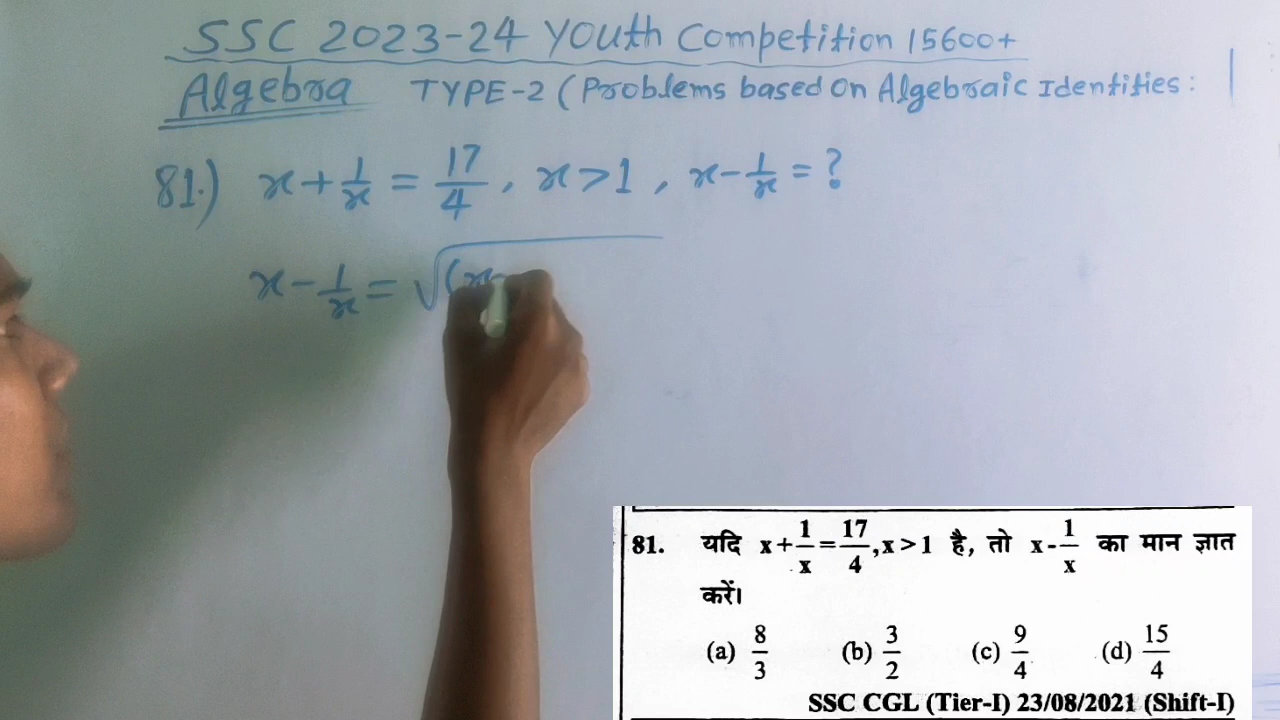 SSC 2023-24 Youth Competition 15600+
Algebra TYPE-2 (Problems based on Algebraic Identities:
81.) x + 1/x = 17/4, x > 1, x - 1/x = ?
x - 1/x = √(x-
81. यदि x + 1/x = 17/4, x > 1 है, तो x - 1/x का मान ज्ञात
करें।
(a) 8/3 (b) 3/2 (c) 9/4 (d) 15/4
SSC CGL (Tier-I) 23/08/2021 (Shift-I)